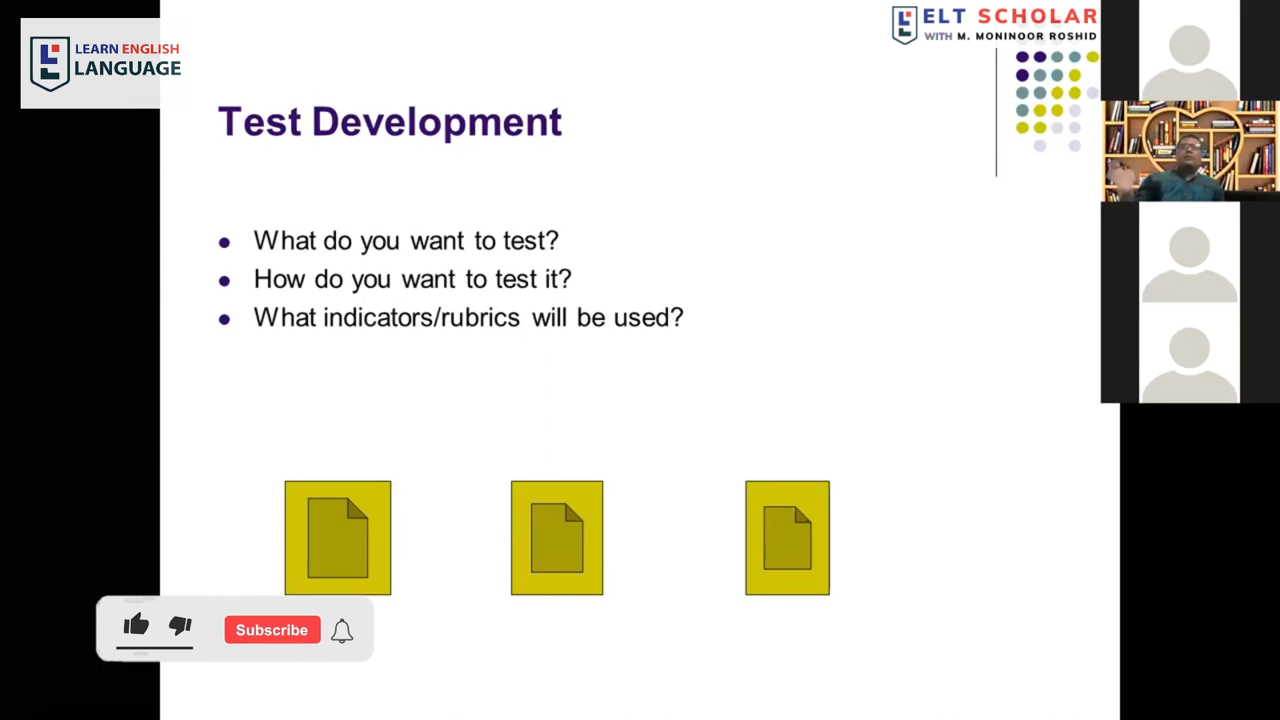 LEARN ENGLISH
LANGUAGE
ELT SCHOLAR
WITH M. MONINOOR ROSHID
Test Development
What do you want to test?
How do you want to test it?
What indicators/rubrics will be used?
Subscribe